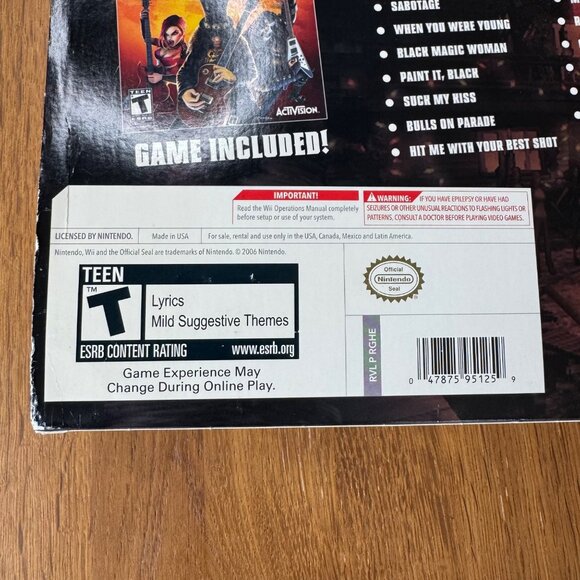 SABOTAGE
WHEN YOU WERE YOUNG
BLACK MAGIC WOMAN
PAINT IT, BLACK
SUCK MY KISS
BULLS ON PARADE
HIT ME WITH YOUR BEST SHOT
TEEN
T
ESRB
ACTIVISION
GAME INCLUDED!
IMPORTANT!
Read the Wii Operations Manual completely
before setup or use of your system.
WARNING: IF YOU HAVE EPILEPSY OR HAVE HAD
SEIZURES OR OTHER UNUSUAL REACTIONS TO FLASHING LIGHTS OR
PATTERNS, CONSULT A DOCTOR BEFORE PLAYING VIDEO GAMES.
LICENSED BY NINTENDO. Made in USA For sale, rental and use only in the USA, Canada, Mexico and Latin America.
Nintendo, Wii and the Official Seal are trademarks of Nintendo. © 2006 Nintendo.
TEEN
TM
T
Lyrics
Mild Suggestive Themes
ESRB CONTENT RATING www.esrb.org
Game Experience May
Change During Online Play.
Official
Nintendo
Seal
RVL P RGHE
0 47875 95125 9